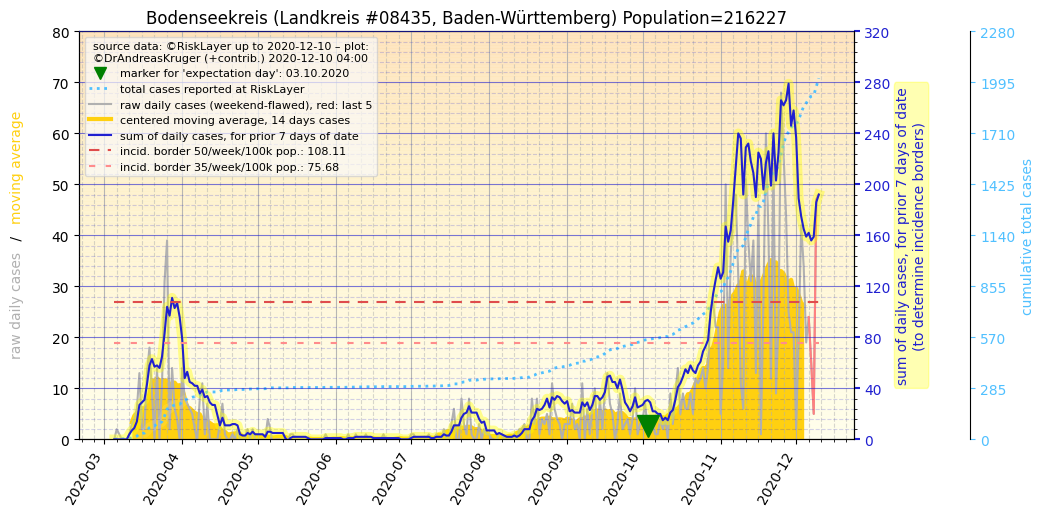 Bodenseekreis (Landkreis #08435, Baden-Württemberg) Population=216227
source data: ©RiskLayer up to 2020-12-10 – plot:
©DrAndreasKruger (+contrib.) 2020-12-10 04:00
marker for 'expectation day': 03.10.2020
total cases reported at RiskLayer
raw daily cases (weekend-flawed), red: last 5
centered moving average, 14 days cases
sum of daily cases, for prior 7 days of date
incid. border 50/week/100k pop.: 108.11
incid. border 35/week/100k pop.: 75.68
raw daily cases / moving average
80
70
60
50
40
30
20
10
0
2020-03
2020-04
2020-05
2020-06
2020-07
2020-08
2020-09
2020-10
2020-11
2020-12
320
280
240
200
160
120
80
40
0
sum of daily cases, for prior 7 days of date
(to determine incidence borders)
2280
1995
1710
1425
1140
855
570
285
0
cumulative total cases